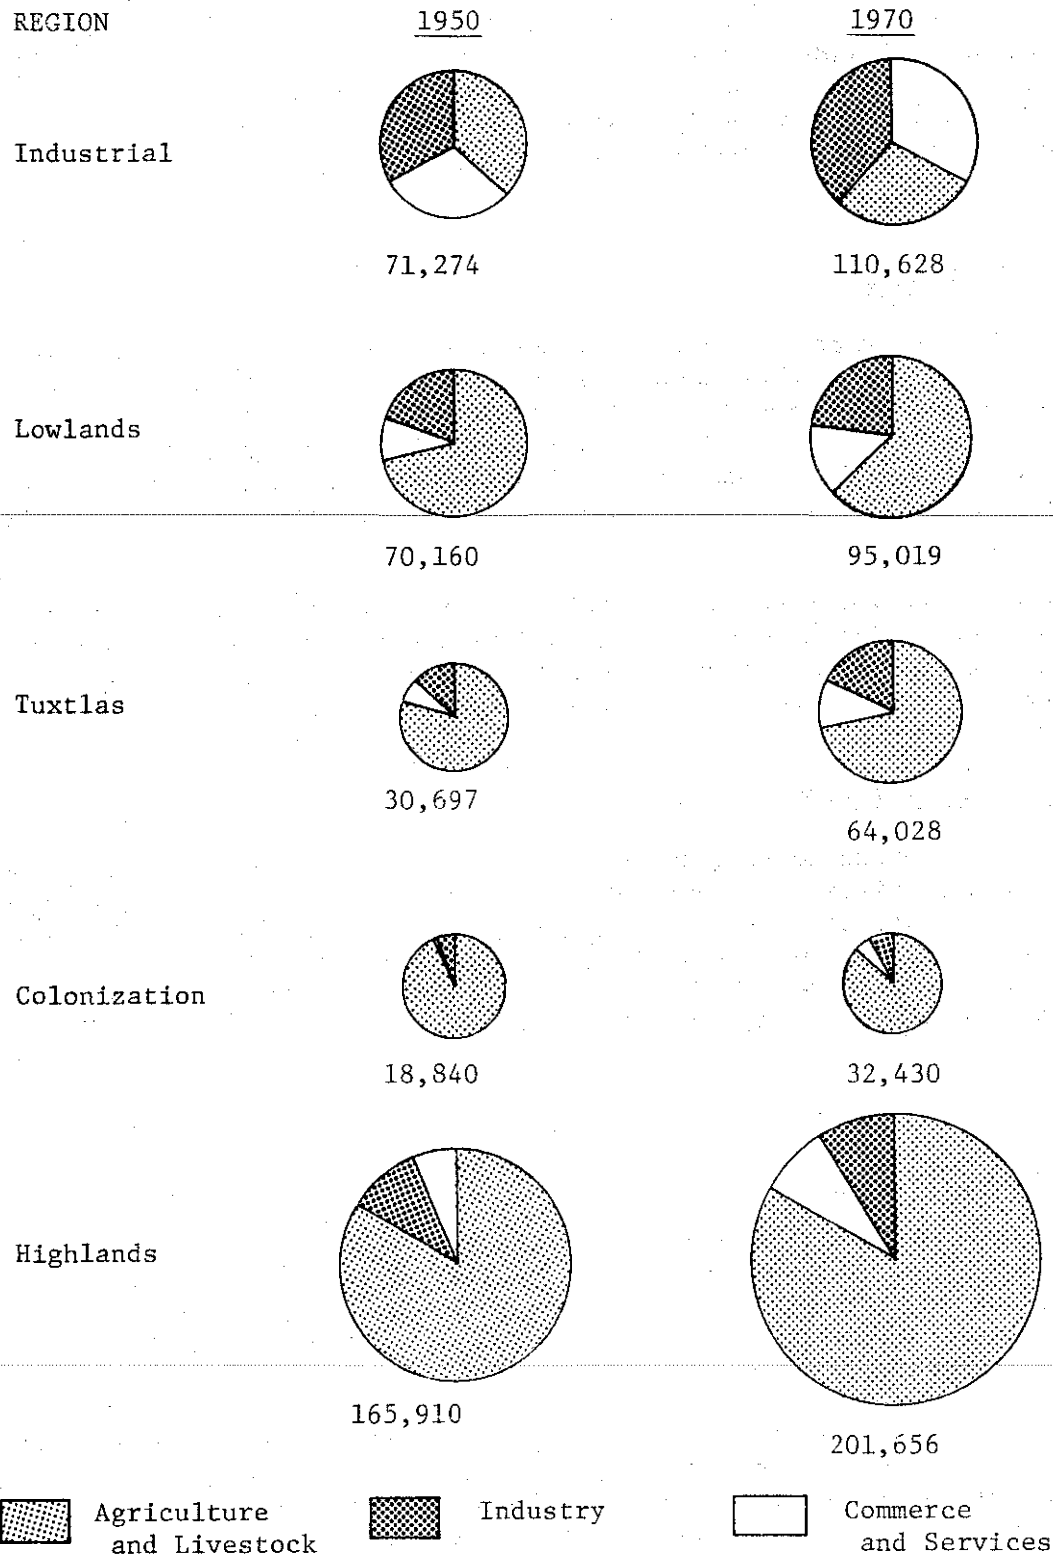 REGION 1950 1970
Industrial
71,274 110,628
Lowlands
70,160 95,019
Tuxtlas
30,697
64,028
Colonization
18,840 32,430
Highlands
165,910
201,656
Agriculture and Livestock
Industry
Commerce and Services